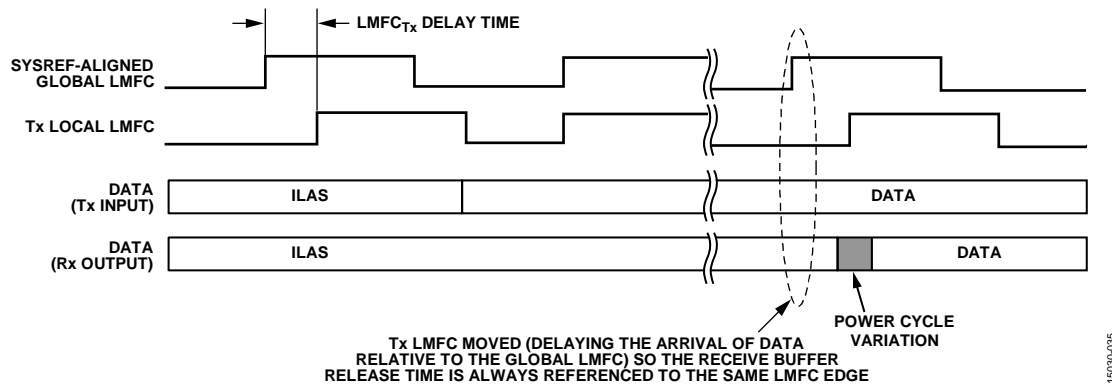 LMFCTx DELAY TIME
SYSREF-ALIGNED
GLOBAL LMFC
Tx LOCAL LMFC
DATA
(Tx INPUT)
ILAS
DATA
DATA
(Rx OUTPUT)
ILAS
DATA
POWER CYCLE
VARIATION
Tx LMFC MOVED (DELAYING THE ARRIVAL OF DATA
RELATIVE TO THE GLOBAL LMFC) SO THE RECEIVE BUFFER
RELEASE TIME IS ALWAYS REFERENCED TO THE SAME LMFC EDGE
15030-035